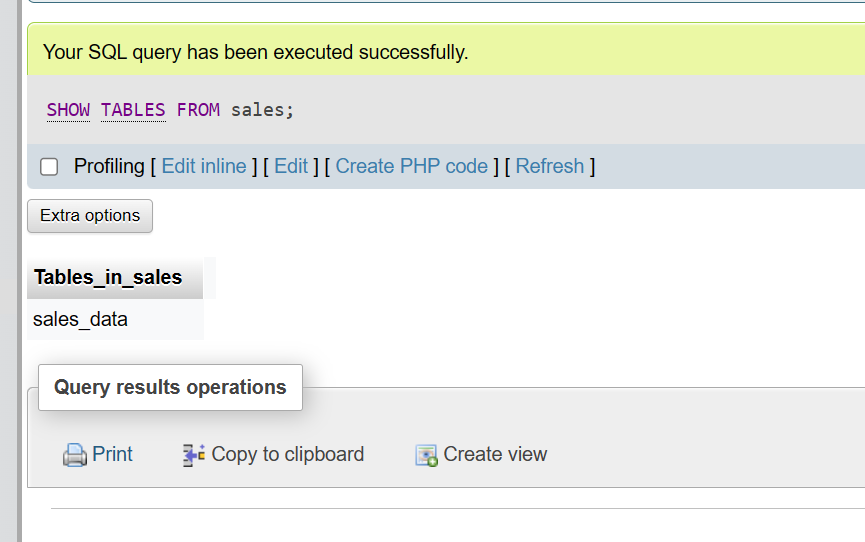 Your SQL query has been executed successfully.
SHOW TABLES FROM sales;
Profiling [ Edit inline ] [ Edit ] [ Create PHP code ] [ Refresh ]
Extra options
Tables_in_sales
sales_data
Query results operations
Print Copy to clipboard Create view